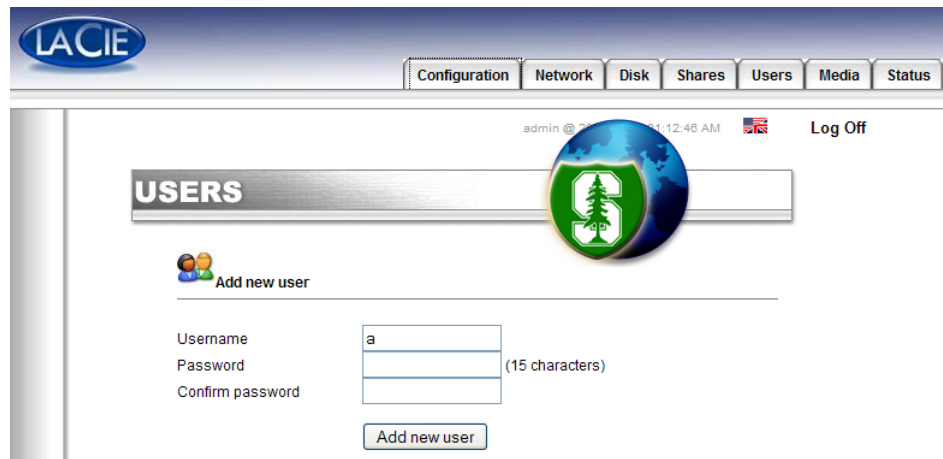 LACIE
Configuration Network Disk Shares Users Media Status
admin @ :12:46 AM Log Off
USERS
S
Add new user
Username a
Password (15 characters)
Confirm password
Add new user